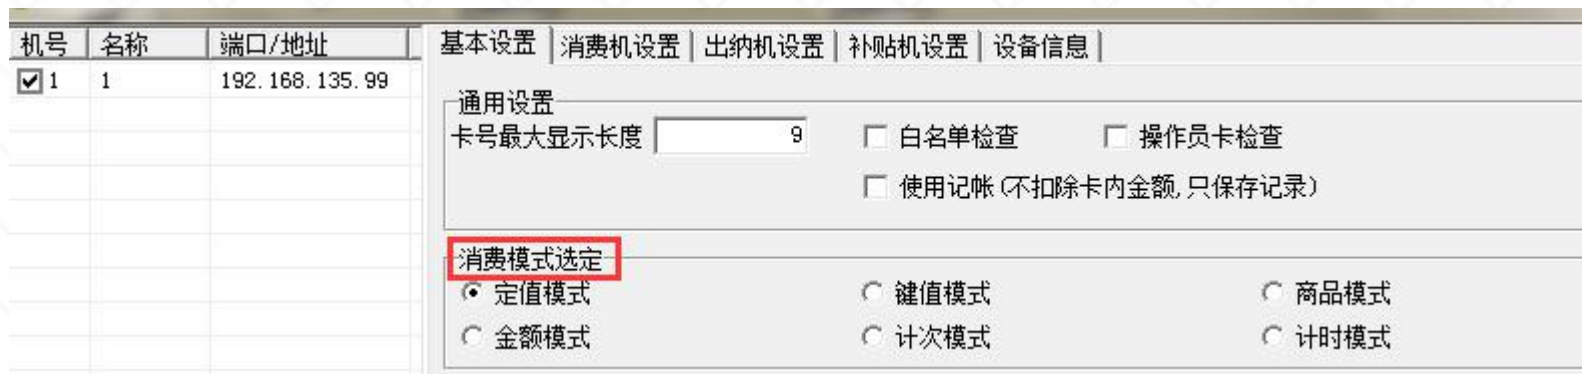 机号 名称 端口/地址
1 1 192.168.135.99
基本设置 消费机设置 出纳机设置 补贴机设置 设备信息
通用设置
卡号最大显示长度 9 白名单检查 操作员卡检查
使用记帐(不扣除卡内金额,只保存记录)
消费模式选定
定值模式 键值模式 商品模式
金额模式 计次模式 计时模式